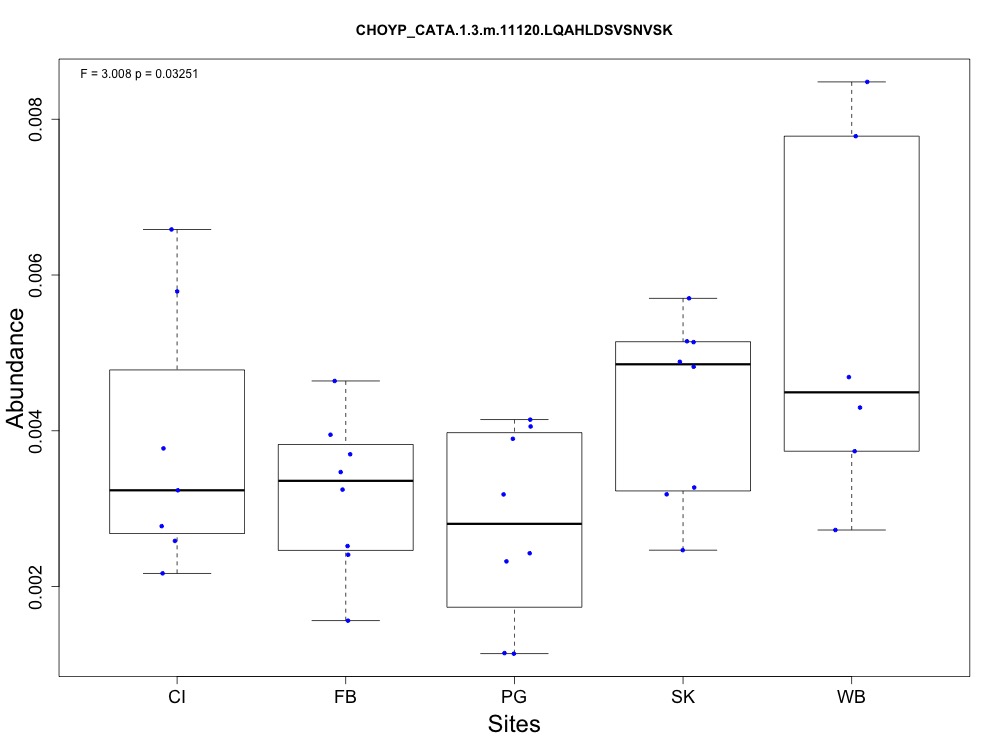 CHOYP_CATA.1.3.m.11120.LQAHLDSVSNVSK
F = 3.008 p = 0.03251
0.008
0.006
0.004
0.002
Abundance
CI FB PG SK WB
Sites